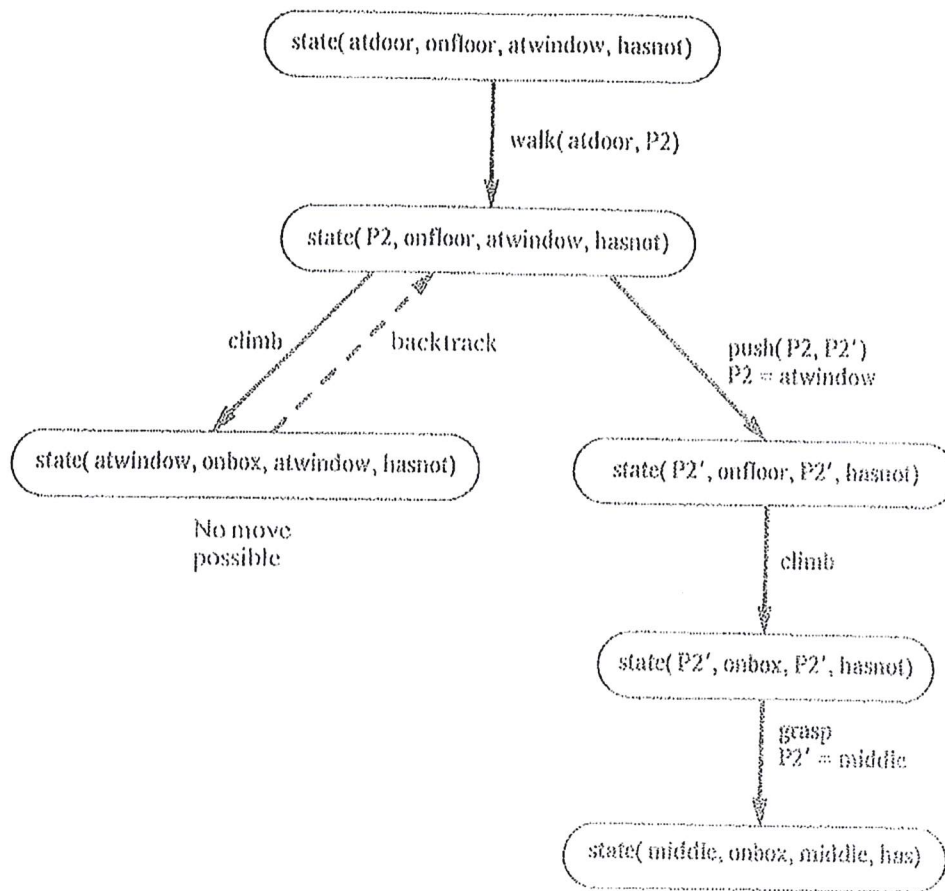 state( atdoor, onfloor, atwindow, hasnot)
walk( atdoor, P2)
state( P2, onfloor, atwindow, hasnot)
climb
backtrack
push( P2, P2′)
P2 = atwindow
state( atwindow, onbox, atwindow, hasnot)
No move
possible
state( P2′, onfloor, P2′, hasnot)
climb
state( P2′, onbox, P2′, hasnot)
grasp
P2′ = middle
state( middle, onbox, middle, has)